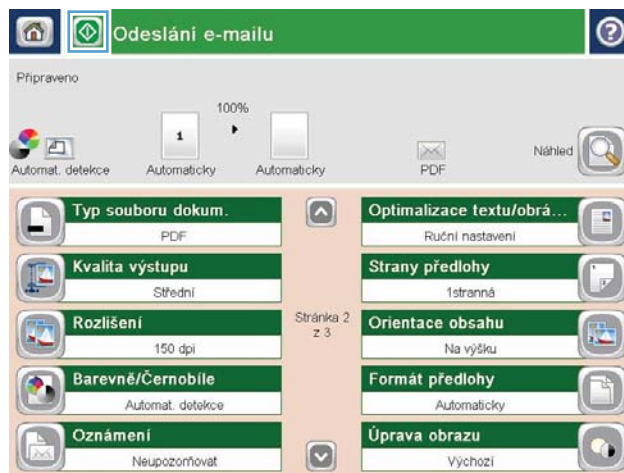 Odeslání e-mailu
Připraveno
100%
1
Automat. detekce
Automaticky
Automaticky
PDF
Náhled
Typ souboru dokum.
PDF
Kvalita výstupu
Střední
Rozlišení
150 dpi
Barevně/Černobíle
Automat. detekce
Oznámení
Neupozorňovat
Stránka 2
z 3
Optimalizace textu/obrá...
Ruční nastavení
Strany předlohy
1stranná
Orientace obsahu
Na výšku
Formát předlohy
Automaticky
Úprava obrazu
Výchozí